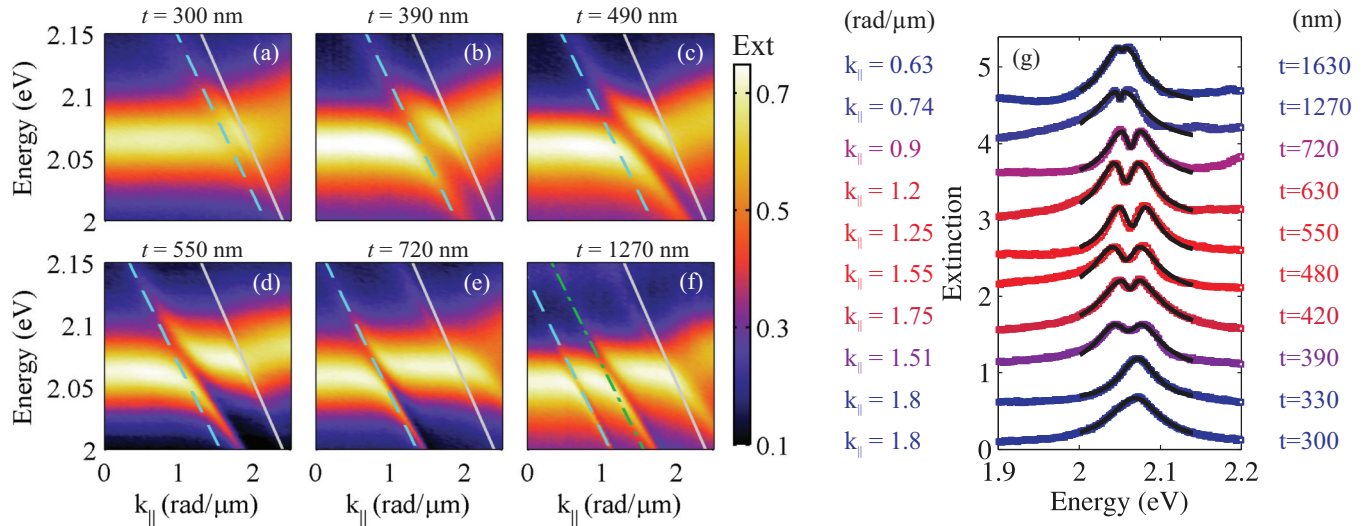 t = 300 nm
t = 390 nm
t = 490 nm
2.15
2.1
2.05
2
Energy (eV)
(a)
(b)
(c)
Ext
0.7
0.5
0.3
0.1
t = 550 nm
t = 720 nm
t = 1270 nm
2.15
2.1
2.05
2
Energy (eV)
(d)
(e)
(f)
0 1 2
0 1 2
0 1 2
k|| (rad/μm)
k|| (rad/μm)
k|| (rad/μm)
(rad/μm)
k|| = 0.63
k|| = 0.74
k|| = 0.9
k|| = 1.2
k|| = 1.25
k|| = 1.55
k|| = 1.75
k|| = 1.51
k|| = 1.8
k|| = 1.8
(g)
Extinction
5
4
3
2
1
0
1.9 2 2.1 2.2
Energy (eV)
(nm)
t=1630
t=1270
t=720
t=630
t=550
t=480
t=420
t=390
t=330
t=300